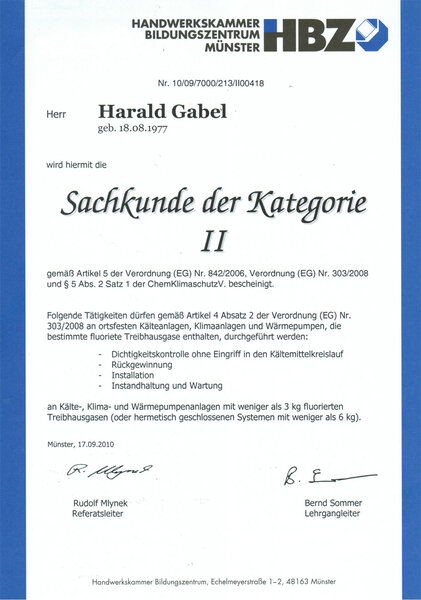 HANDWERKSKAMMER
BILDUNGSZENTRUM
MÜNSTER
HBZ
Nr. 10/09/7000/213/II00418
Herr Harald Gabel
geb. 18.08.1977
wird hiermit die
Sachkunde der Kategorie
II
gemäß Artikel 5 der Verordnung (EG) Nr. 842/2006, Verordnung (EG) Nr. 303/2008
und § 5 Abs. 2 Satz 1 der ChemKlimaschutzV. bescheinigt.
Folgende Tätigkeiten dürfen gemäß Artikel 4 Absatz 2 der Verordnung (EG) Nr.
303/2008 an ortsfesten Kälteanlagen, Klimaanlagen und Wärmepumpen, die
bestimmte fluoriete Treibhausgase enthalten, durchgeführt werden:
- Dichtigkeitskontrolle ohne Eingriff in den Kältemittelkreislauf
- Rückgewinnung
- Installation
- Instandhaltung und Wartung
an Kälte-, Klima- und Wärmepumpenanlagen mit weniger als 3 kg fluorierten
Treibhausgasen (oder hermetisch geschlossenen Systemen mit weniger als 6 kg).
Münster, 17.09.2010
R. Mlynek
Rudolf Mlynek
Referatsleiter
Bernd Sommer
Lehrgangleiter
Handwerkskammer Bildungszentrum, Echelmeyerstraße 1–2, 48163 Münster